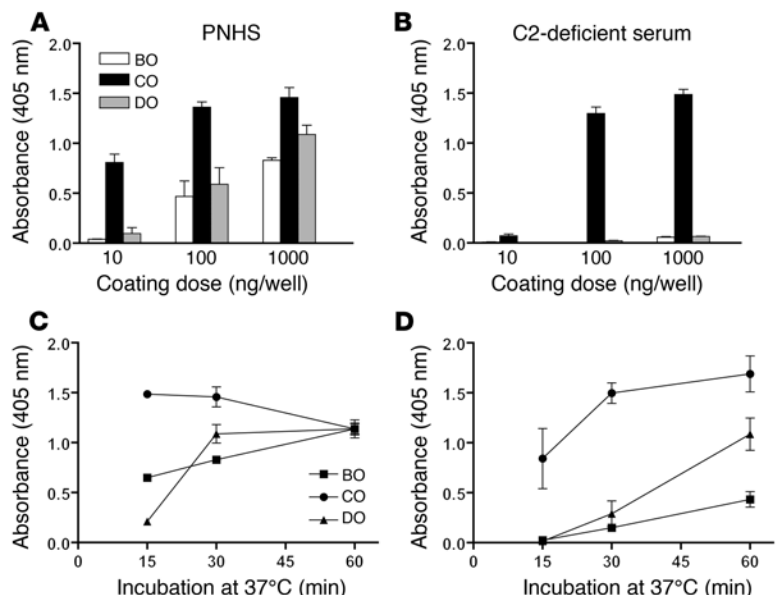 A
PNHS
Absorbance (405 nm)
2.0
1.5
1.0
0.5
0.0
BO
CO
DO
10
100
1000
Coating dose (ng/well)
B
C2-deficient serum
Absorbance (405 nm)
2.0
1.5
1.0
0.5
0.0
10
100
1000
Coating dose (ng/well)
C
Absorbance (405 nm)
2.0
1.5
1.0
0.5
0.0
BO
CO
DO
0
15
30
45
60
Incubation at 37°C (min)
D
Absorbance (405 nm)
2.0
1.5
1.0
0.5
0.0
0
15
30
45
60
Incubation at 37°C (min)